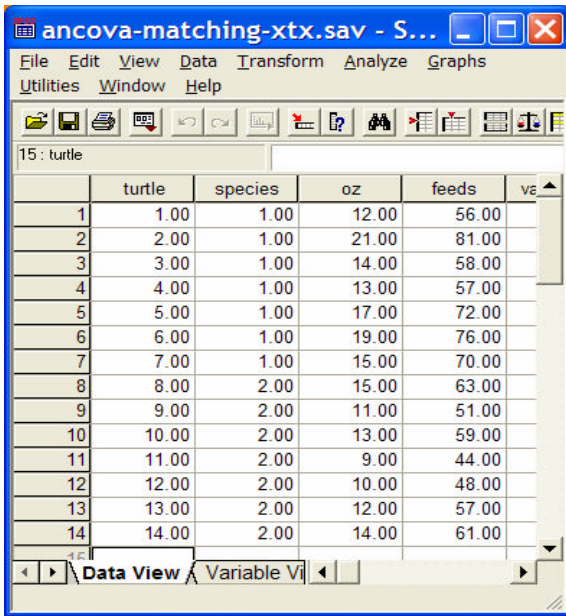 ancova-matching-xtx.sav - S...
File Edit View Data Transform Analyze Graphs
Utilities Window Help
15 : turtle
turtle species oz feeds va
1 1.00 1.00 12.00 56.00
2 2.00 1.00 21.00 81.00
3 3.00 1.00 14.00 58.00
4 4.00 1.00 13.00 57.00
5 5.00 1.00 17.00 72.00
6 6.00 1.00 19.00 76.00
7 7.00 1.00 15.00 70.00
8 8.00 2.00 15.00 63.00
9 9.00 2.00 11.00 51.00
10 10.00 2.00 13.00 59.00
11 11.00 2.00 9.00 44.00
12 12.00 2.00 10.00 48.00
13 13.00 2.00 12.00 57.00
14 14.00 2.00 14.00 61.00
15
Data View Variable Vi